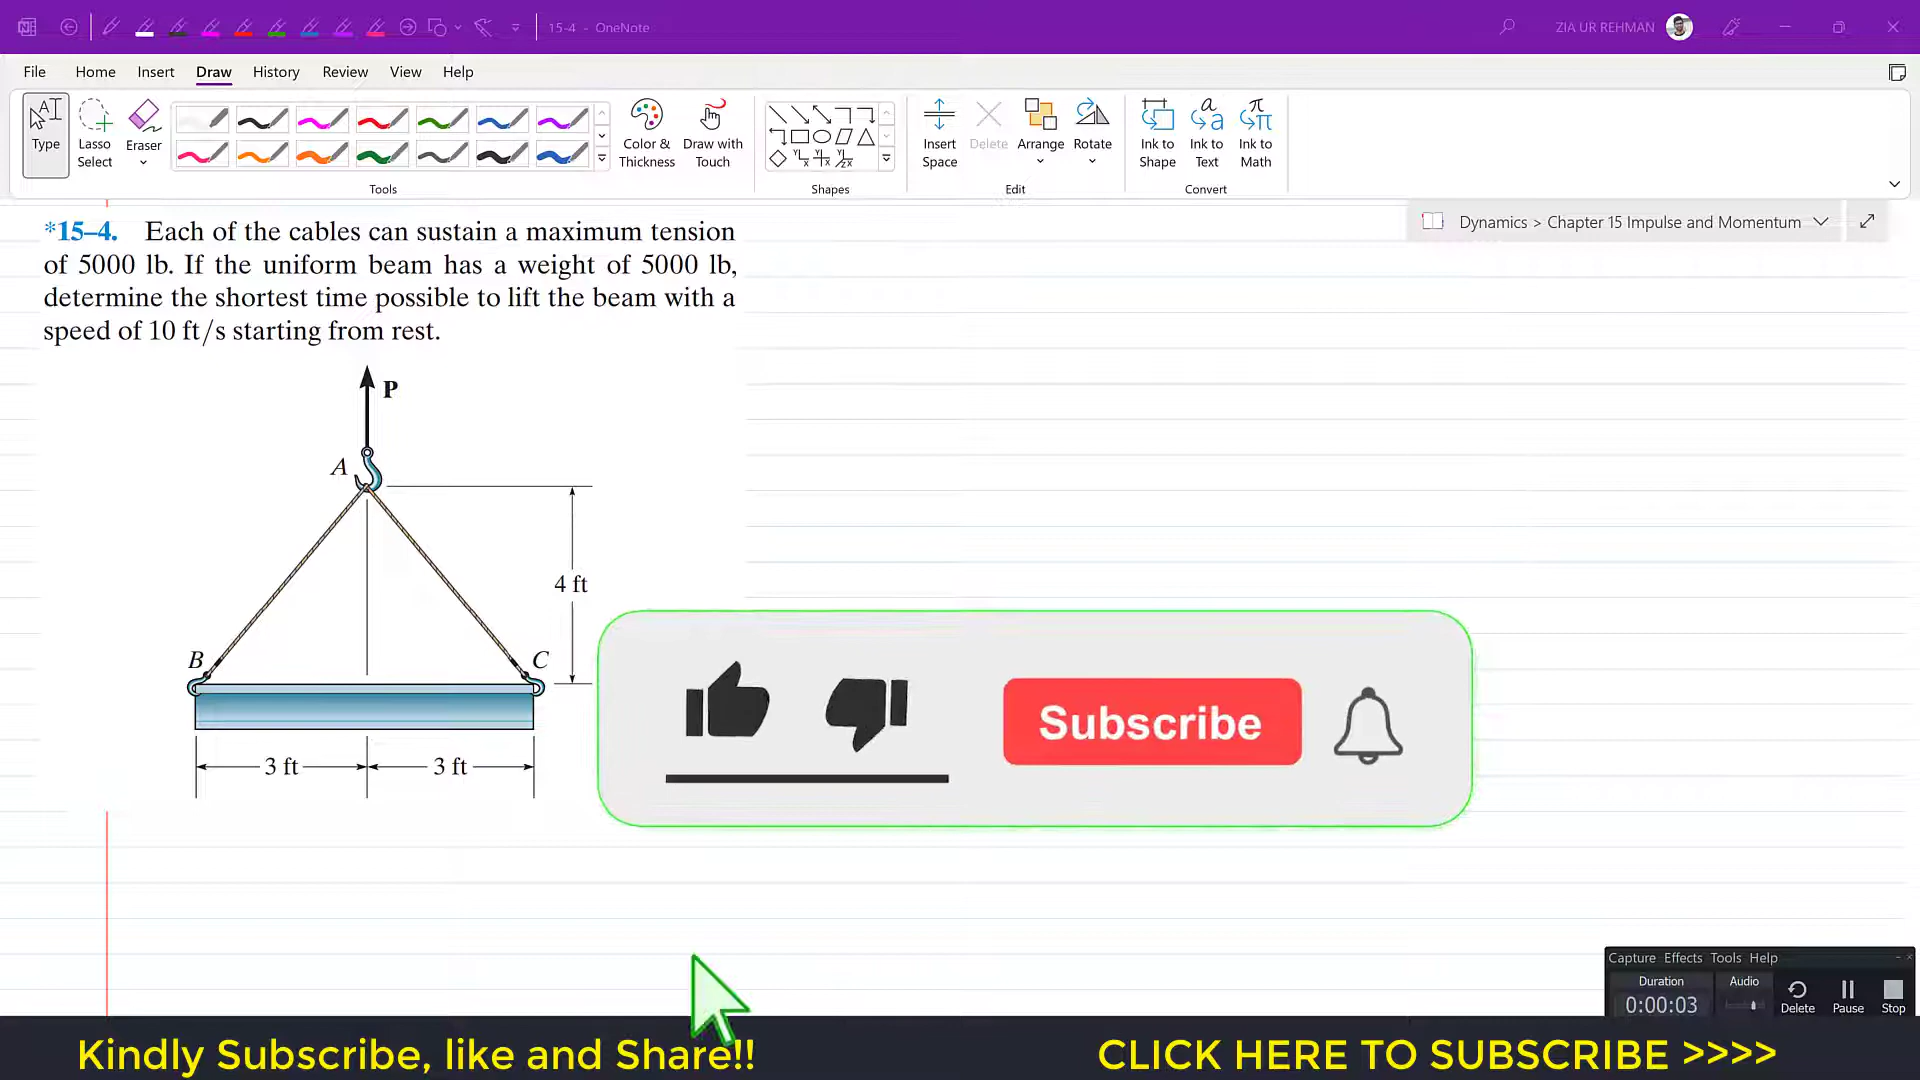 15-4 - OneNote
ZIA UR REHMAN
File Home Insert Draw History Review View Help
Type
Lasso Select
Eraser
Color & Thickness
Draw with Touch
Insert Space
Delete
Arrange
Rotate
Ink to Shape
Ink to Text
Ink to Math
Tools
Shapes
Edit
Convert
Dynamics > Chapter 15 Impulse and Momentum
*15–4. Each of the cables can sustain a maximum tension
of 5000 lb. If the uniform beam has a weight of 5000 lb,
determine the shortest time possible to lift the beam with a
speed of 10 ft/s starting from rest.
P
A
4 ft
B
C
3 ft
3 ft
Subscribe
Capture Effects Tools Help
Duration
0:00:03
Audio
Delete
Pause
Stop
Kindly Subscribe, like and Share!!
CLICK HERE TO SUBSCRIBE >>>>